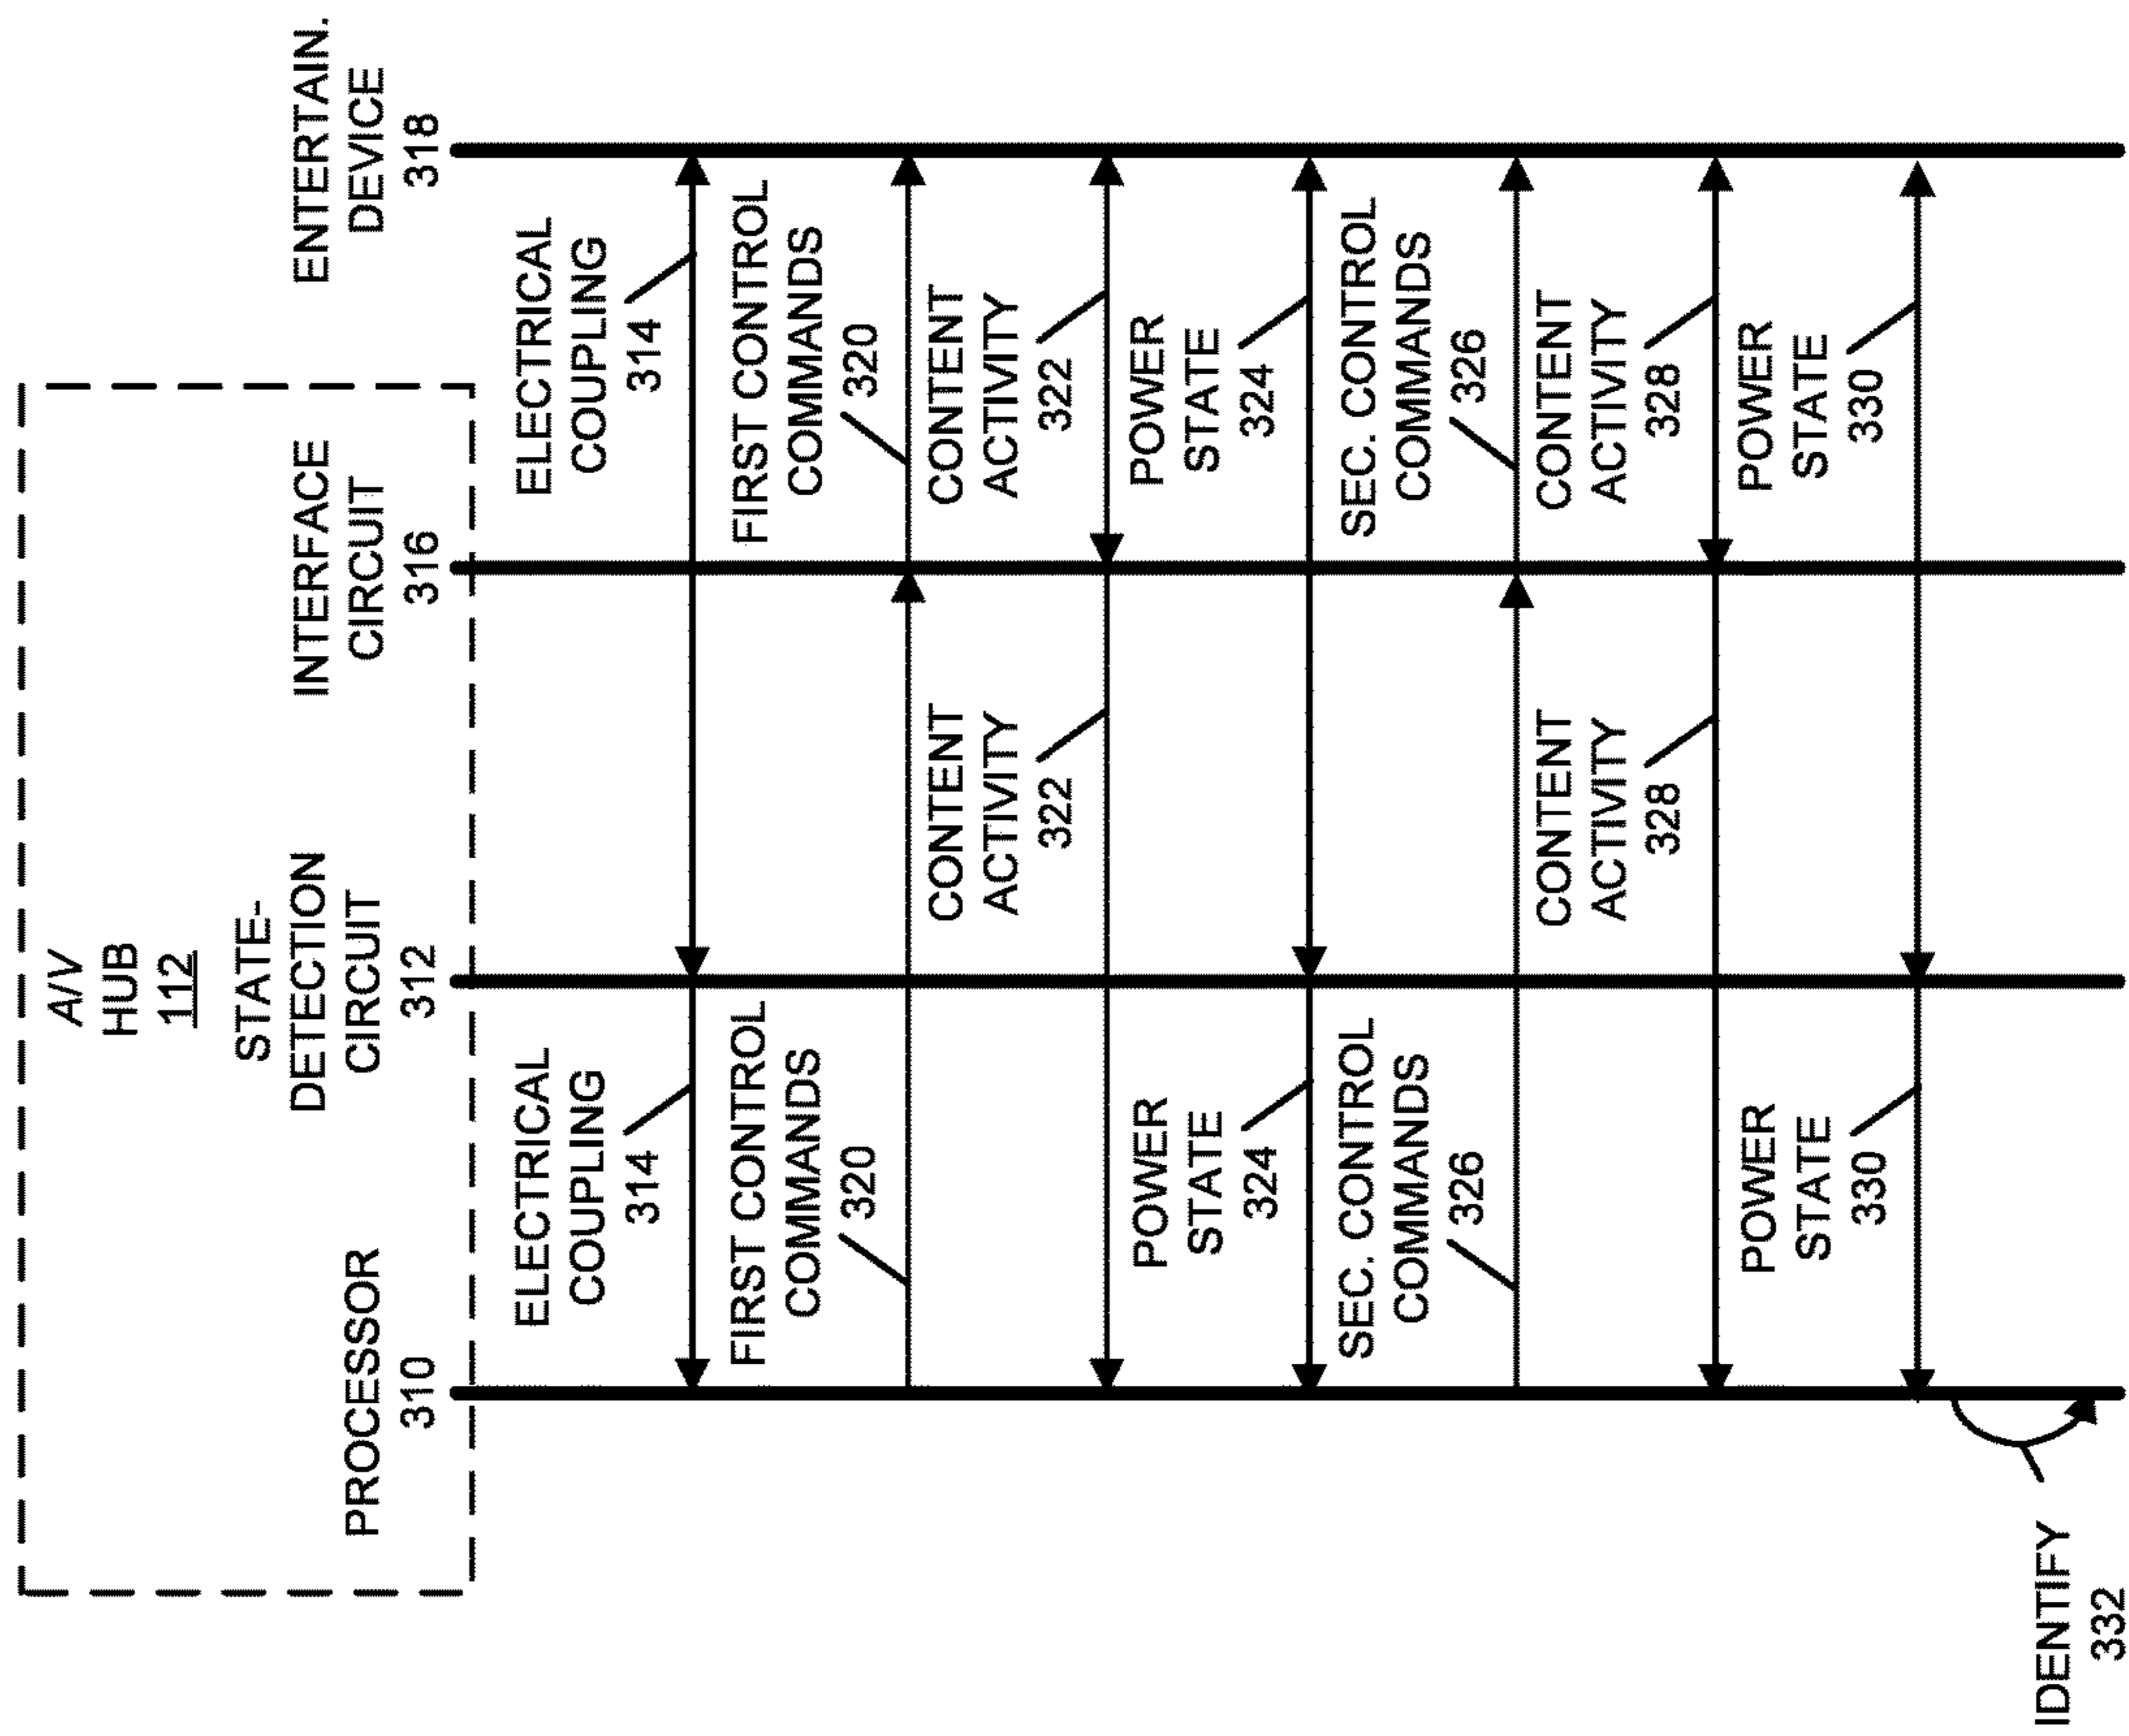 A/V
HUB
112
PROCESSOR
310
STATE-
DETECTION
CIRCUIT
312
INTERFACE
CIRCUIT
316
ENTERTAIN.
DEVICE
318
ELECTRICAL
COUPLING
314
ELECTRICAL
COUPLING
314
FIRST CONTROL
COMMANDS
320
FIRST CONTROL
COMMANDS
320
CONTENT
ACTIVITY
322
CONTENT
ACTIVITY
322
POWER
STATE
324
POWER
STATE
324
SEC. CONTROL
COMMANDS
326
SEC. CONTROL
COMMANDS
326
CONTENT
ACTIVITY
328
CONTENT
ACTIVITY
328
POWER
STATE
330
POWER
STATE
330
IDENTIFY
332